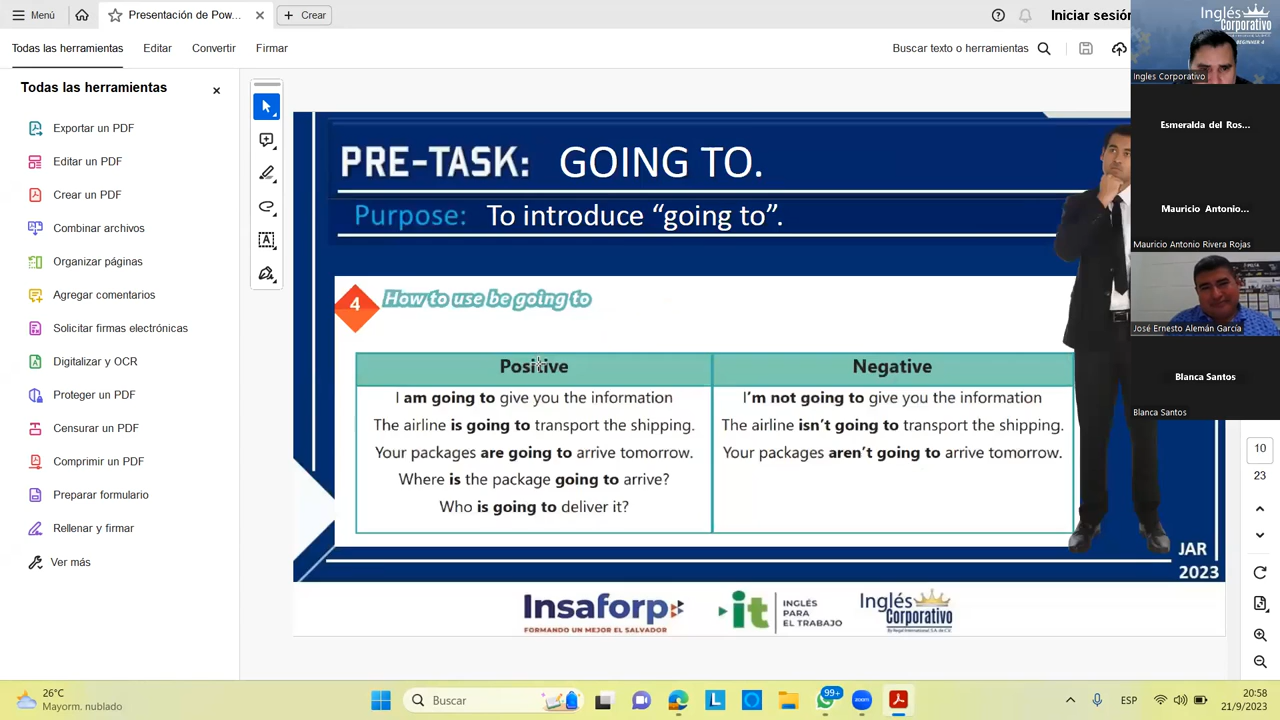 Menú
Presentación de Pow...
Crear
Iniciar sesión
Todas las herramientas
Editar
Convertir
Firmar
Buscar texto o herramientas
Todas las herramientas
Exportar un PDF
Editar un PDF
Crear un PDF
Combinar archivos
Organizar páginas
Agregar comentarios
Solicitar firmas electrónicas
Digitalizar y OCR
Proteger un PDF
Censurar un PDF
Comprimir un PDF
Preparar formulario
Rellenar y firmar
Ver más
PRE-TASK: GOING TO.
Purpose: To introduce “going to”.
4 How to use be going to
Positive
I am going to give you the information
The airline is going to transport the shipping.
Your packages are going to arrive tomorrow.
Where is the package going to arrive?
Who is going to deliver it?
Negative
I'm not going to give you the information
The airline isn't going to transport the shipping.
Your packages aren't going to arrive tomorrow.
JAR
2023
Insaforp
FORMANDO UN MEJOR EL SALVADOR
it
INGLÉS
PARA
EL TRABAJO
Inglés
Corporativo
Inglés
Corporativo
BEGINNER 4
Ingles Corporativo
Esmeralda del Ros...
Mauricio Antonio...
Mauricio Antonio Rivera Rojas
José Ernesto Alemán García
Blanca Santos
Blanca Santos
10
23
26°C
Mayorm. nublado
Buscar
99+
zoom
ESP
20:58
21/9/2023